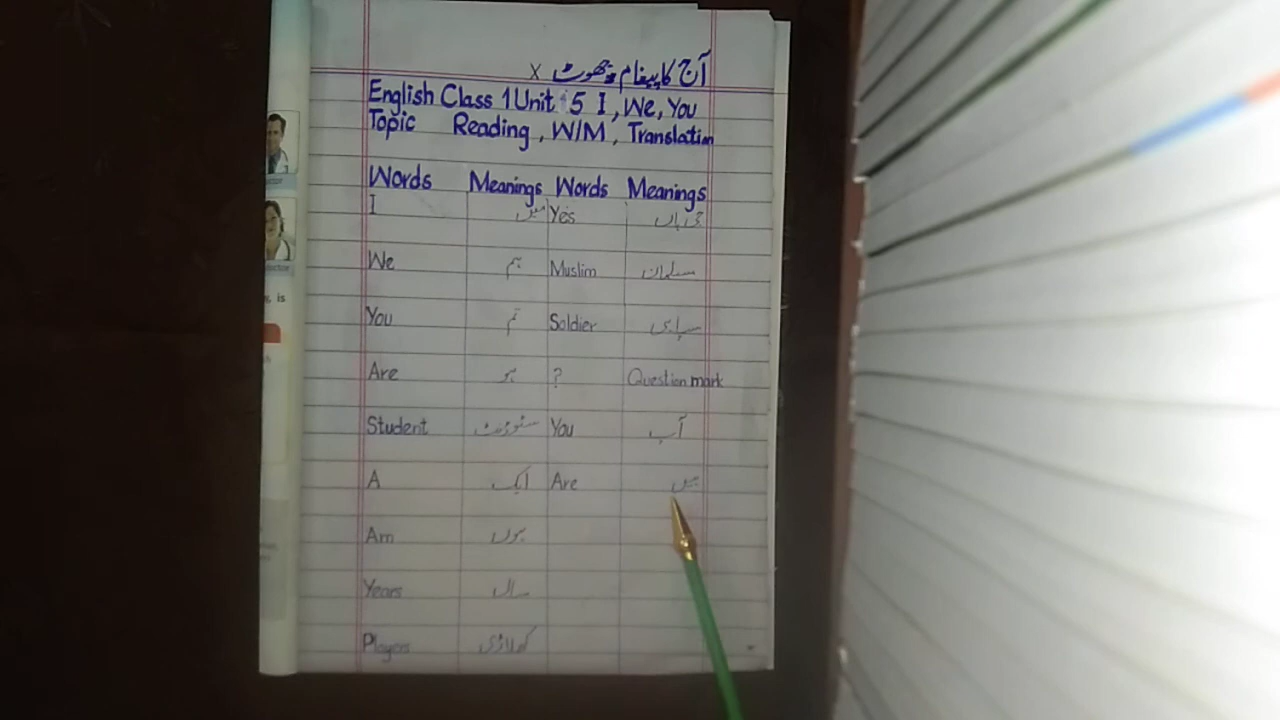 آج کا پیغام جھوٹ x
English Class 1 Unit 5 I, We, You
Topic Reading, W/M, Translation
Words Meanings Words Meanings
I میں Yes جی ہاں
We ہم Muslim مسلمان
You تم Soldier سپاہی
Are ہو ? Question mark
Student سٹوڈنٹ You آپ
A ایک Are ہیں
Am ہوں
Years سال
Players کھلاڑی